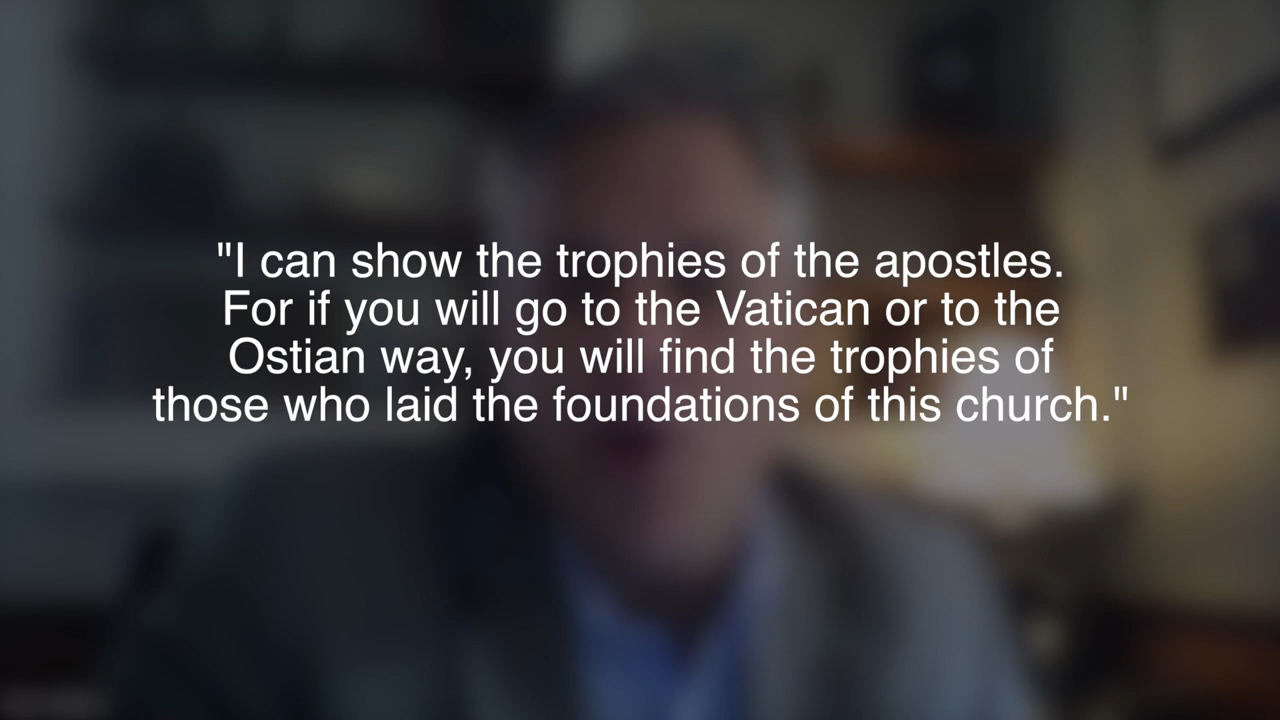 "I can show the trophies of the apostles.
For if you will go to the Vatican or to the
Ostian way, you will find the trophies of
those who laid the foundations of this church."